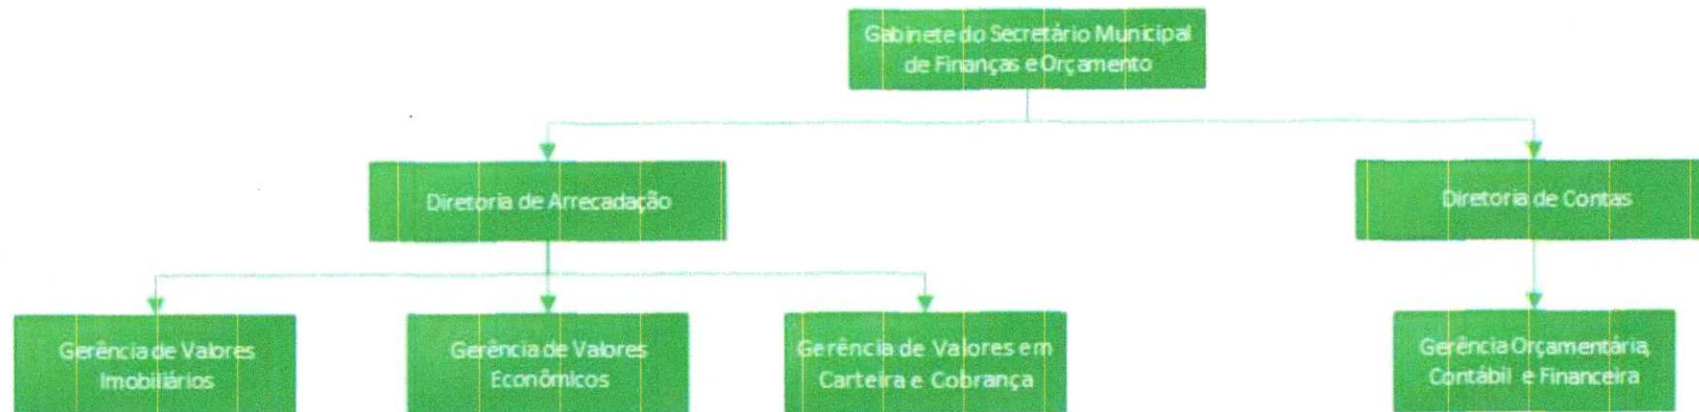 Gabinete do Secretário Municipal
de Finanças e Orçamento
Diretoria de Arrecadação
Diretoria de Contas
Gerência de Valores
Imobiliários
Gerência de Valores
Econômicos
Gerência de Valores em
Carteira e Cobrança
Gerência Orçamentária,
Contábil e Financeira